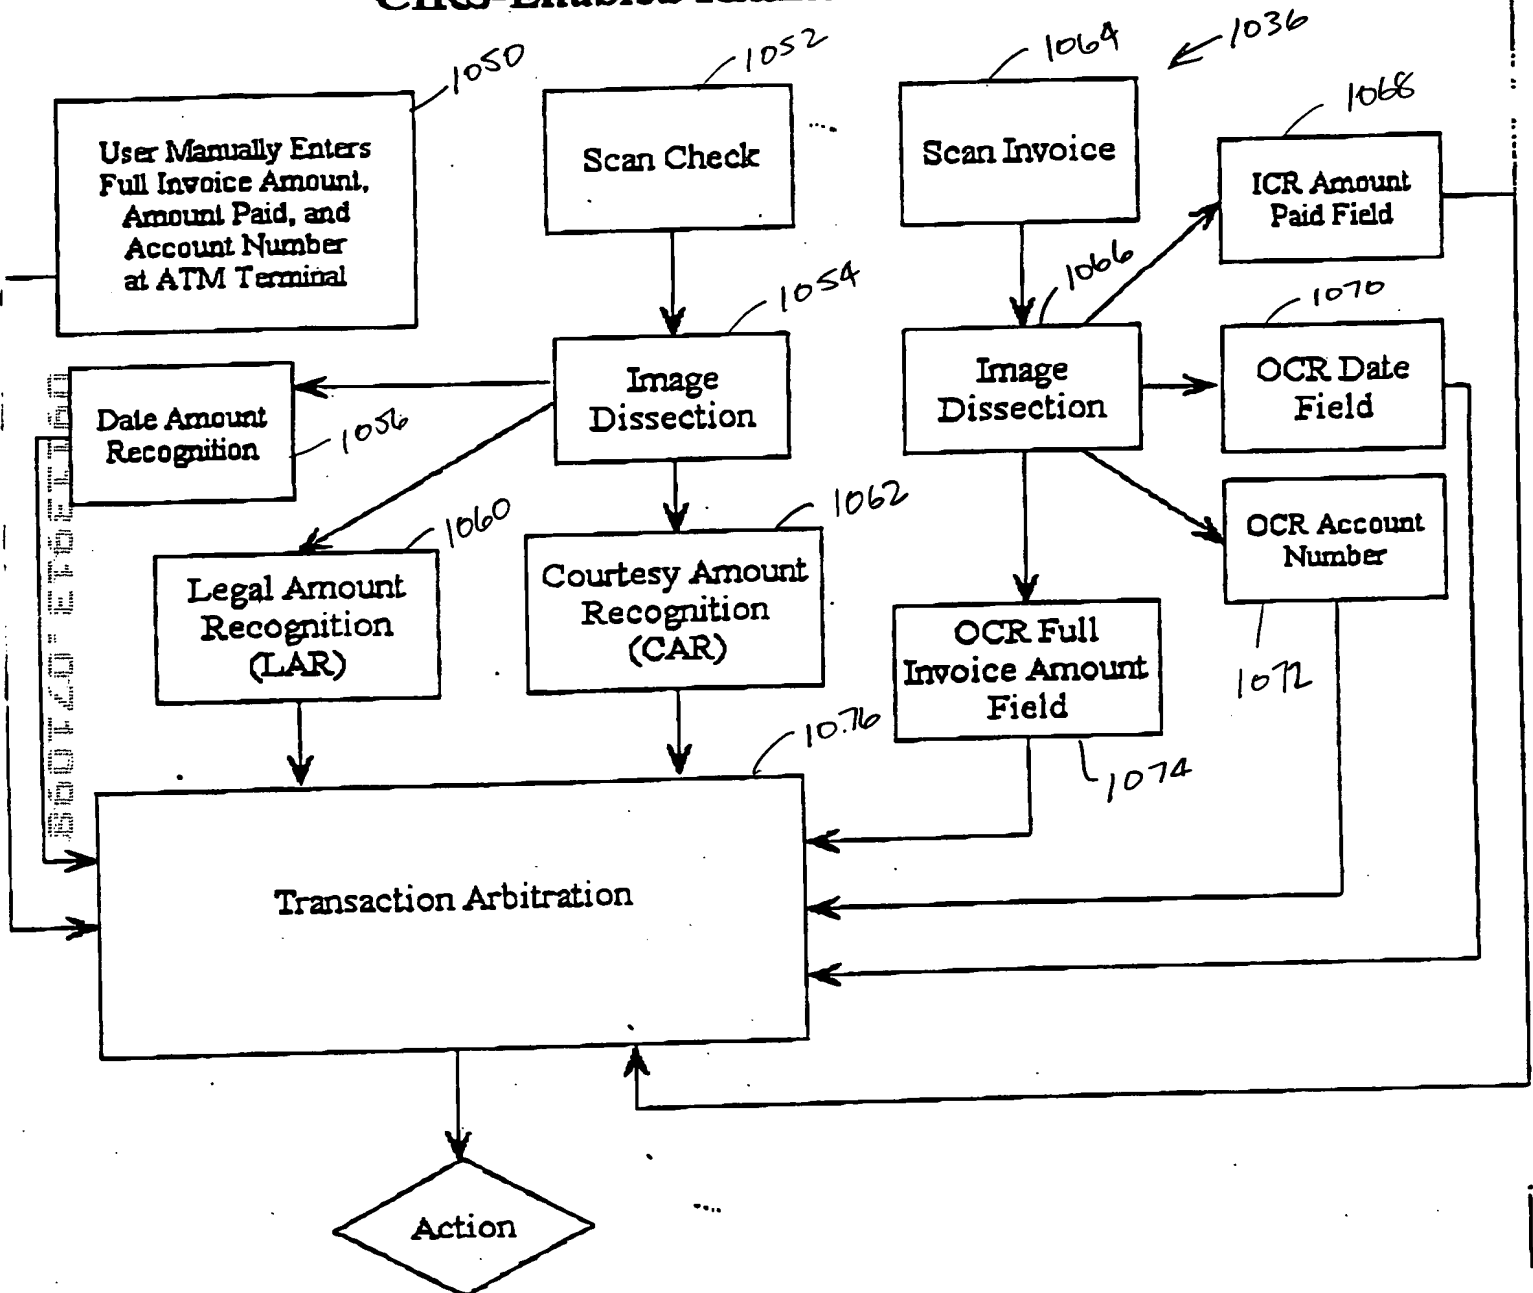 1036
1050
User Manually Enters
Full Invoice Amount,
Amount Paid, and
Account Number
at ATM Terminal
1052
Scan Check
1064
Scan Invoice
1068
ICR Amount
Paid Field
1054
Image
Dissection
1066
Image
Dissection
1070
OCR Date
Field
Date Amount
Recognition
1056
1060
Legal Amount
Recognition
(LAR)
1062
Courtesy Amount
Recognition
(CAR)
OCR Account
Number
1072
OCR Full
Invoice Amount
Field
1074
1076
Transaction Arbitration
Action